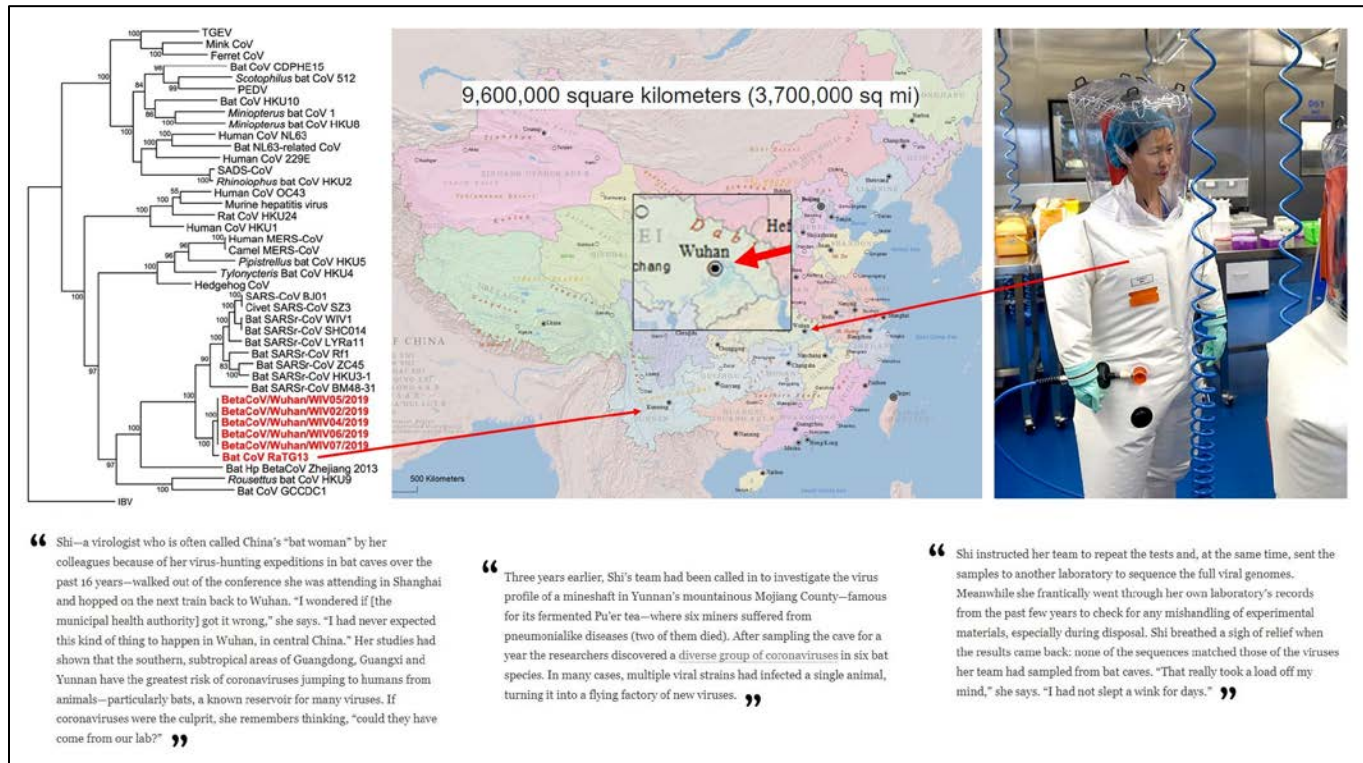 TGEV
Mink CoV
Ferret CoV
Bat CoV CDPHE15
Scotophilus bat CoV 512
PEDV
Bat CoV HKU10
Miniopterus bat CoV 1
Miniopterus bat CoV HKU8
Human CoV NL63
Bat NL63-related CoV
Human CoV 229E
SADS-CoV
Rhinolophus bat CoV HKU2
Human CoV OC43
Murine hepatitis virus
Rat CoV HKU24
Human CoV HKU1
Human MERS-CoV
Camel MERS-CoV
Pipistrellus bat CoV HKU5
Tylonycteris Bat CoV HKU4
Hedgehog CoV
SARS-CoV BJ01
Civet SARS-CoV SZ3
Bat SARSr-CoV WIV1
Bat SARSr-CoV SHC014
Bat SARSr-CoV LYRa11
Bat SARSr-CoV Rf1
Bat SARSr-CoV ZC45
Bat SARSr-CoV HKU3-1
Bat SARSr-CoV BM48-31
BetaCoV/Wuhan/WIV05/2019
BetaCoV/Wuhan/WIV02/2019
BetaCoV/Wuhan/WIV04/2019
BetaCoV/Wuhan/WIV06/2019
BetaCoV/Wuhan/WIV07/2019
Bat CoV RaTG13
Bat Hp BetaCoV Zhejiang 2013
Rousettus bat CoV HKU9
Bat CoV GCCDC1
IBV
9,600,000 square kilometers (3,700,000 sq mi)
EI
Dab
Hef
Wuhan
chang
500 Kilometers
“ Shi—a virologist who is often called China’s “bat woman” by her
colleagues because of her virus-hunting expeditions in bat caves over the
past 16 years—walked out of the conference she was attending in Shanghai
and hopped on the next train back to Wuhan. “I wondered if [the
municipal health authority] got it wrong,” she says. “I had never expected
this kind of thing to happen in Wuhan, in central China.” Her studies had
shown that the southern, subtropical areas of Guangdong, Guangxi and
Yunnan have the greatest risk of coronaviruses jumping to humans from
animals—particularly bats, a known reservoir for many viruses. If
coronaviruses were the culprit, she remembers thinking, “could they have
come from our lab?” ”
“ Three years earlier, Shi’s team had been called in to investigate the virus
profile of a mineshaft in Yunnan’s mountainous Mojiang County—famous
for its fermented Pu’er tea—where six miners suffered from
pneumonialike diseases (two of them died). After sampling the cave for a
year the researchers discovered a diverse group of coronaviruses in six bat
species. In many cases, multiple viral strains had infected a single animal,
turning it into a flying factory of new viruses. ”
“ Shi instructed her team to repeat the tests and, at the same time, sent the
samples to another laboratory to sequence the full viral genomes.
Meanwhile she frantically went through her own laboratory’s records
from the past few years to check for any mishandling of experimental
materials, especially during disposal. Shi breathed a sigh of relief when
the results came back: none of the sequences matched those of the viruses
her team had sampled from bat caves. “That really took a load off my
mind,” she says. “I had not slept a wink for days.” ”